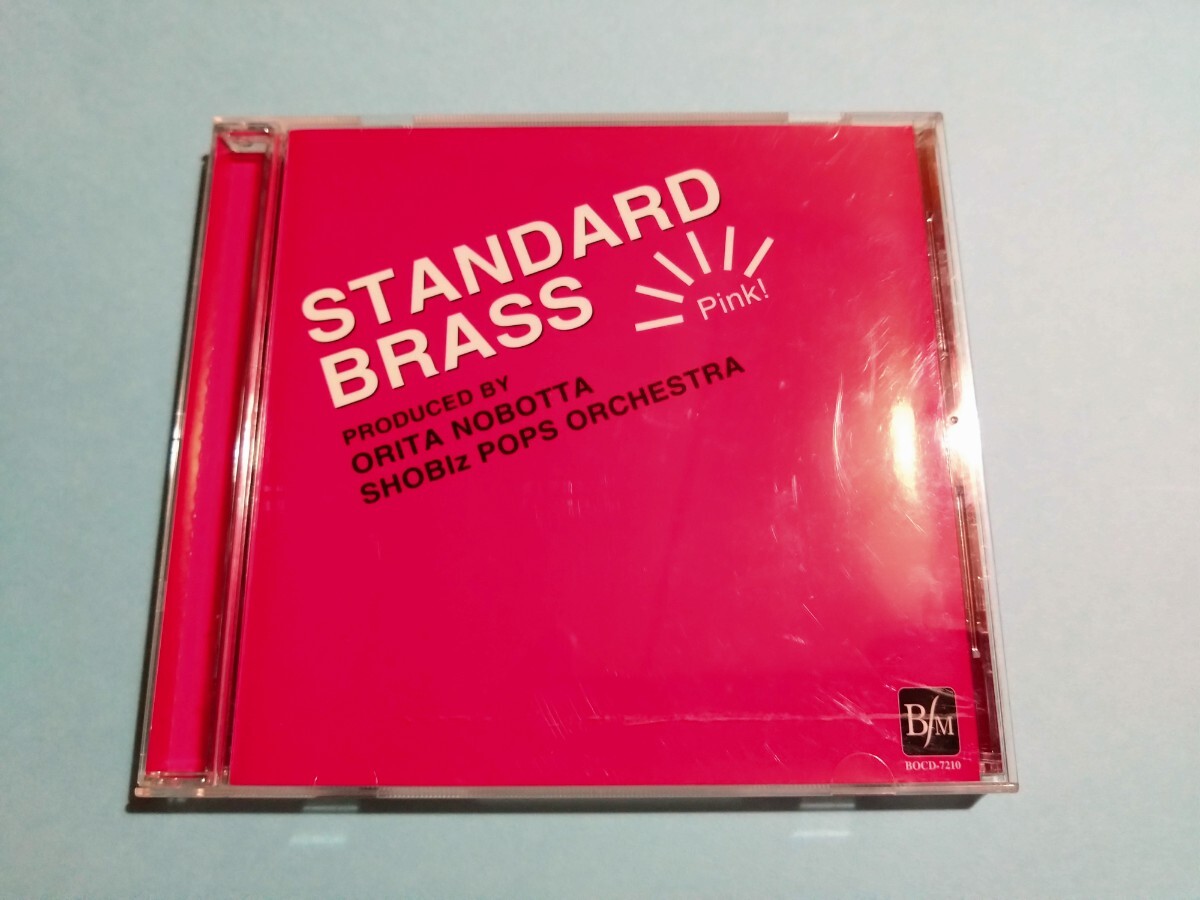 STANDARD
BRASS
Pink!
PRODUCED BY
ORITA NOBOTTA
SHOBIz POPS ORCHESTRA
BfM
BOCD-7210